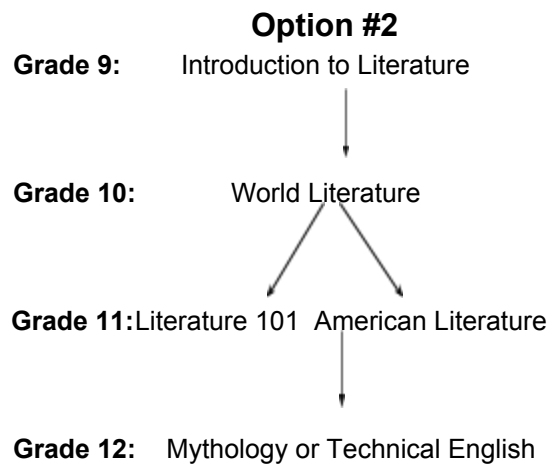 Option #2
Grade 9: Introduction to Literature
Grade 10: World Literature
Grade 11: Literature 101 American Literature
Grade 12: Mythology or Technical English